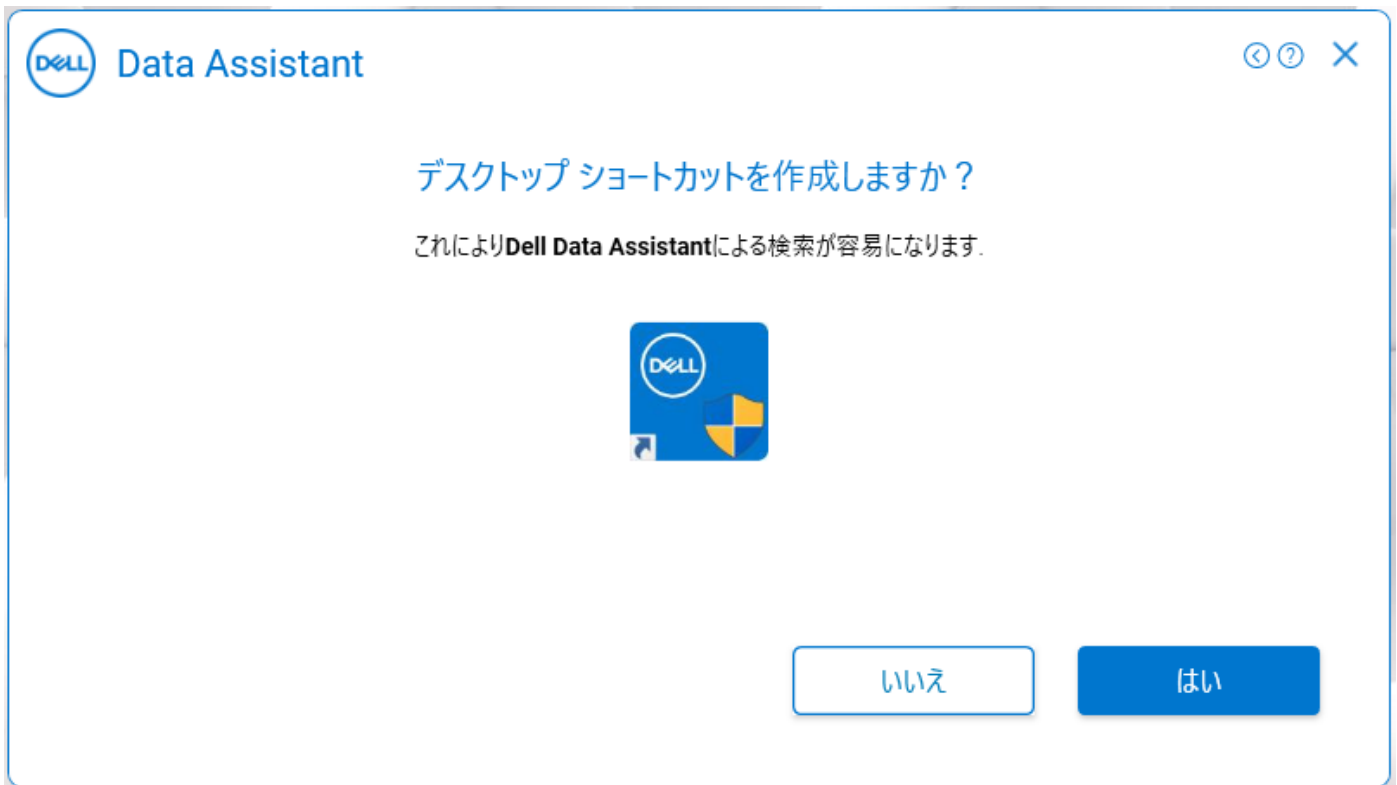 DELL Data Assistant
デスクトップ ショートカットを作成しますか？
これによりDell Data Assistantによる検索が容易になります.
DELL
いいえ
はい